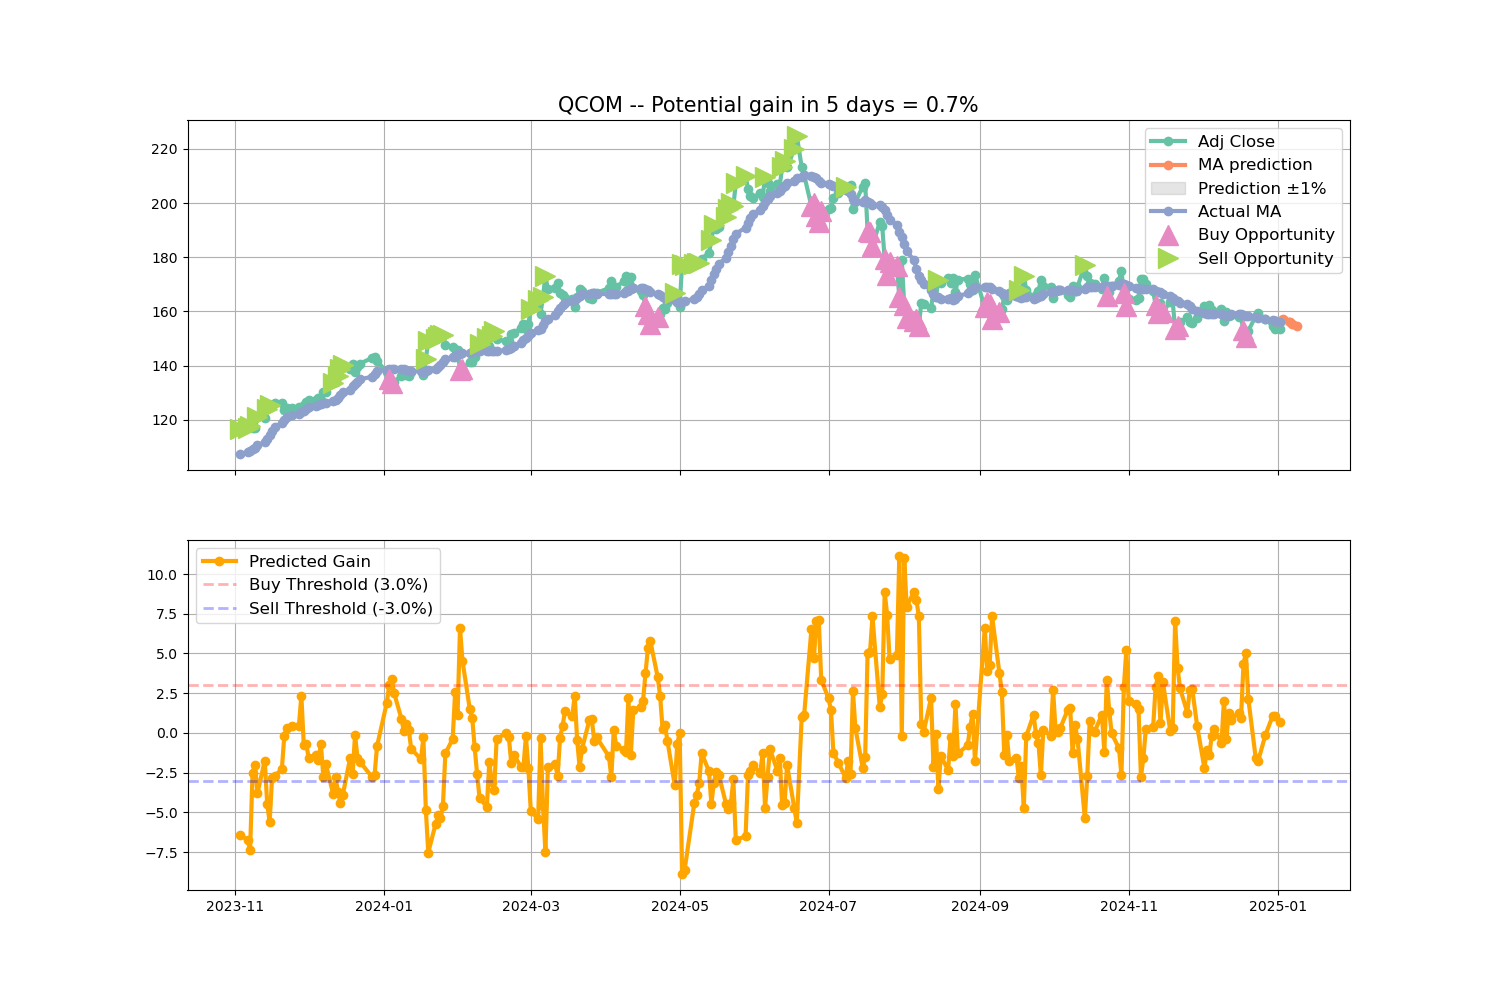 QCOM -- Potential gain in 5 days = 0.7%
220
200
180
160
140
120
Adj Close
MA prediction
Prediction ±1%
Actual MA
Buy Opportunity
Sell Opportunity
10.0
7.5
5.0
2.5
0.0
−2.5
−5.0
−7.5
Predicted Gain
Buy Threshold (3.0%)
Sell Threshold (-3.0%)
2023-11 2024-01 2024-03 2024-05 2024-07 2024-09 2024-11 2025-01